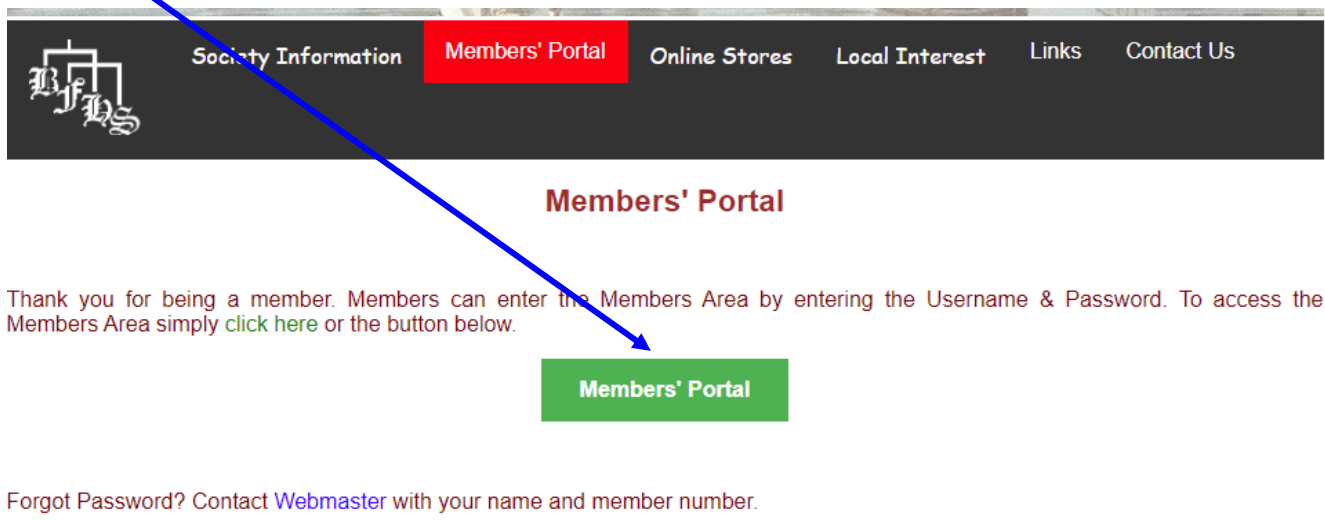 BFHS
Society Information Members' Portal Online Stores Local Interest Links Contact Us
Members' Portal
Thank you for being a member. Members can enter the Members Area by entering the Username & Password. To access the
Members Area simply click here or the button below.
Members' Portal
Forgot Password? Contact Webmaster with your name and member number.